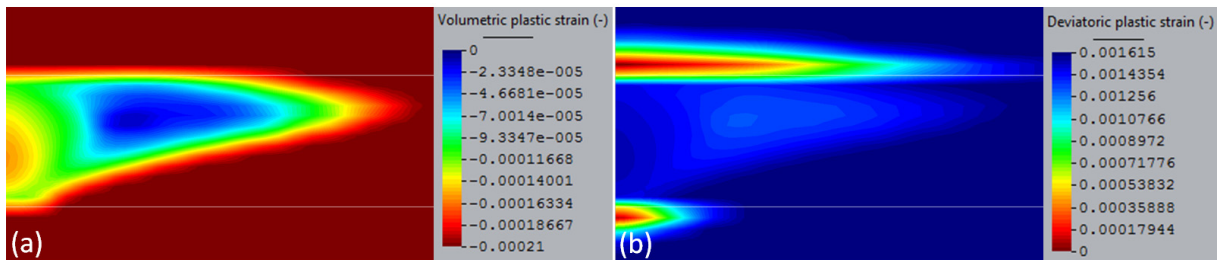 Volumetric plastic strain (-)
0
-2.3348e-005
-4.6681e-005
-7.0014e-005
-9.3347e-005
-0.00011668
-0.00014001
-0.00016334
-0.00018667
-0.00021
(a)
Deviatoric plastic strain (-)
0.001615
0.0014354
0.001256
0.0010766
0.0008972
0.00071776
0.00053832
0.00035888
0.00017944
0
(b)